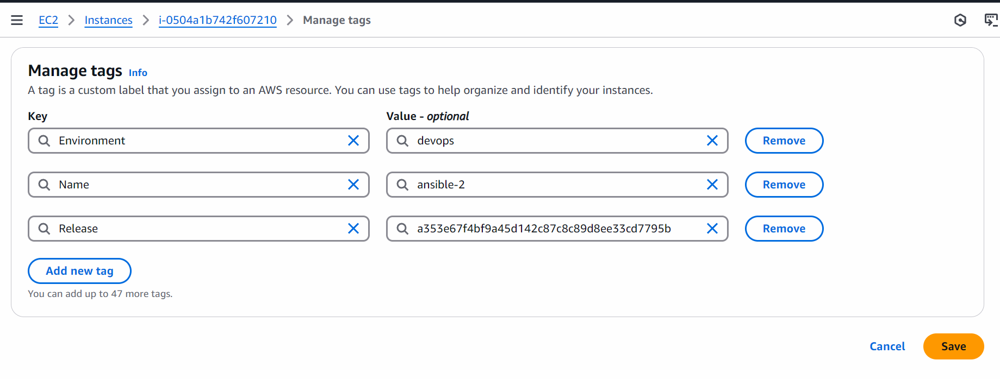 EC2 > Instances > i-0504a1b742f607210 > Manage tags
Manage tags Info
A tag is a custom label that you assign to an AWS resource. You can use tags to help organize and identify your instances.
Key Value - optional
Environment devops Remove
Name ansible-2 Remove
Release a353e67f4bf9a45d142c87c8c89d8ee33cd7795b Remove
Add new tag
You can add up to 47 more tags.
Cancel Save